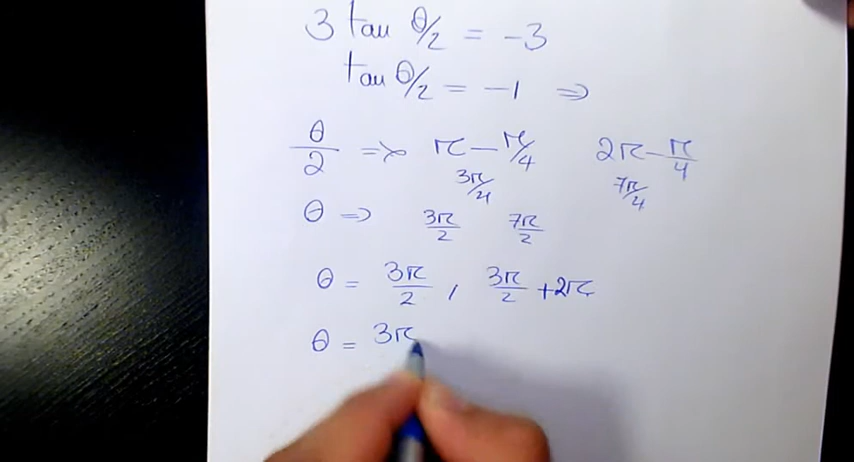 3 tan θ/2 = -3
tan θ/2 = -1 ⇒
θ/2 ⇒ π - π/4 2π - π/4
3π/4 7π/4
θ ⇒ 3π/2 7π/2
θ = 3π/2 , 3π/2 + 2π
θ = 3π